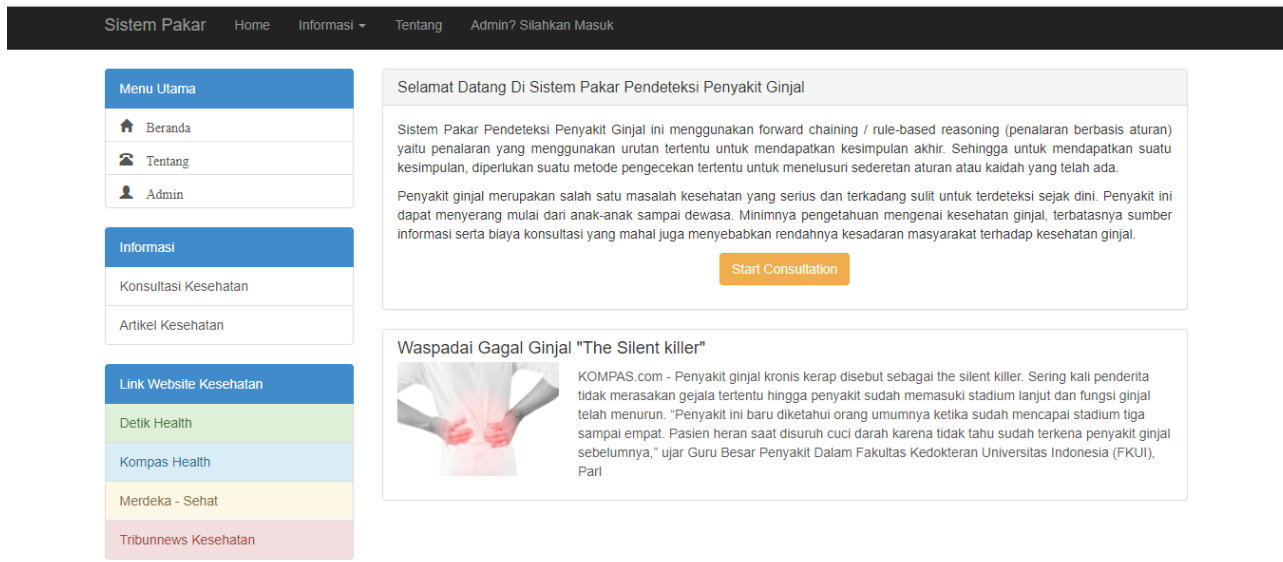 Sistem Pakar Home Informasi Tentang Admin? Silahkan Masuk
Menu Utama
Beranda
Tentang
Admin
Informasi
Konsultasi Kesehatan
Artikel Kesehatan
Link Website Kesehatan
Detik Health
Kompas Health
Merdeka - Sehat
Tribunnews Kesehatan
Selamat Datang Di Sistem Pakar Pendeteksi Penyakit Ginjal
Sistem Pakar Pendeteksi Penyakit Ginjal ini menggunakan forward chaining / rule-based reasoning (penalaran berbasis aturan)
yaitu penalaran yang menggunakan urutan tertentu untuk mendapatkan kesimpulan akhir. Sehingga untuk mendapatkan suatu
kesimpulan, diperlukan suatu metode pengecekan tertentu untuk menelusuri sederetan aturan atau kaidah yang telah ada.
Penyakit ginjal merupakan salah satu masalah kesehatan yang serius dan terkadang sulit untuk terdeteksi sejak dini. Penyakit ini
dapat menyerang mulai dari anak-anak sampai dewasa. Minimnya pengetahuan mengenai kesehatan ginjal, terbatasnya sumber
informasi serta biaya konsultasi yang mahal juga menyebabkan rendahnya kesadaran masyarakat terhadap kesehatan ginjal.
Start Consultation
Waspadai Gagal Ginjal "The Silent killer"
KOMPAS.com - Penyakit ginjal kronis kerap disebut sebagai the silent killer. Sering kali penderita
tidak merasakan gejala tertentu hingga penyakit sudah memasuki stadium lanjut dan fungsi ginjal
telah menurun. “Penyakit ini baru diketahui orang umumnya ketika sudah mencapai stadium tiga
sampai empat. Pasien heran saat disuruh cuci darah karena tidak tahu sudah terkena penyakit ginjal
sebelumnya,” ujar Guru Besar Penyakit Dalam Fakultas Kedokteran Universitas Indonesia (FKUI),
Parl